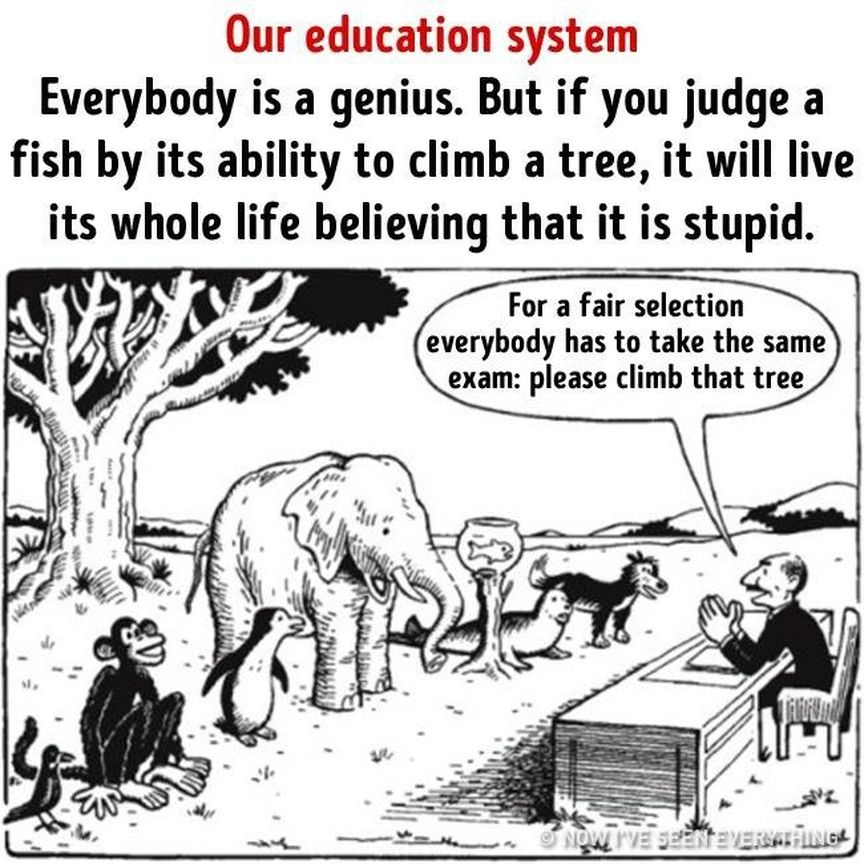 Our education system
Everybody is a genius. But if you judge a
fish by its ability to climb a tree, it will live
its whole life believing that it is stupid.
For a fair selection
everybody has to take the same
exam: please climb that tree
© NOW I'VE SEEN EVERYTHING